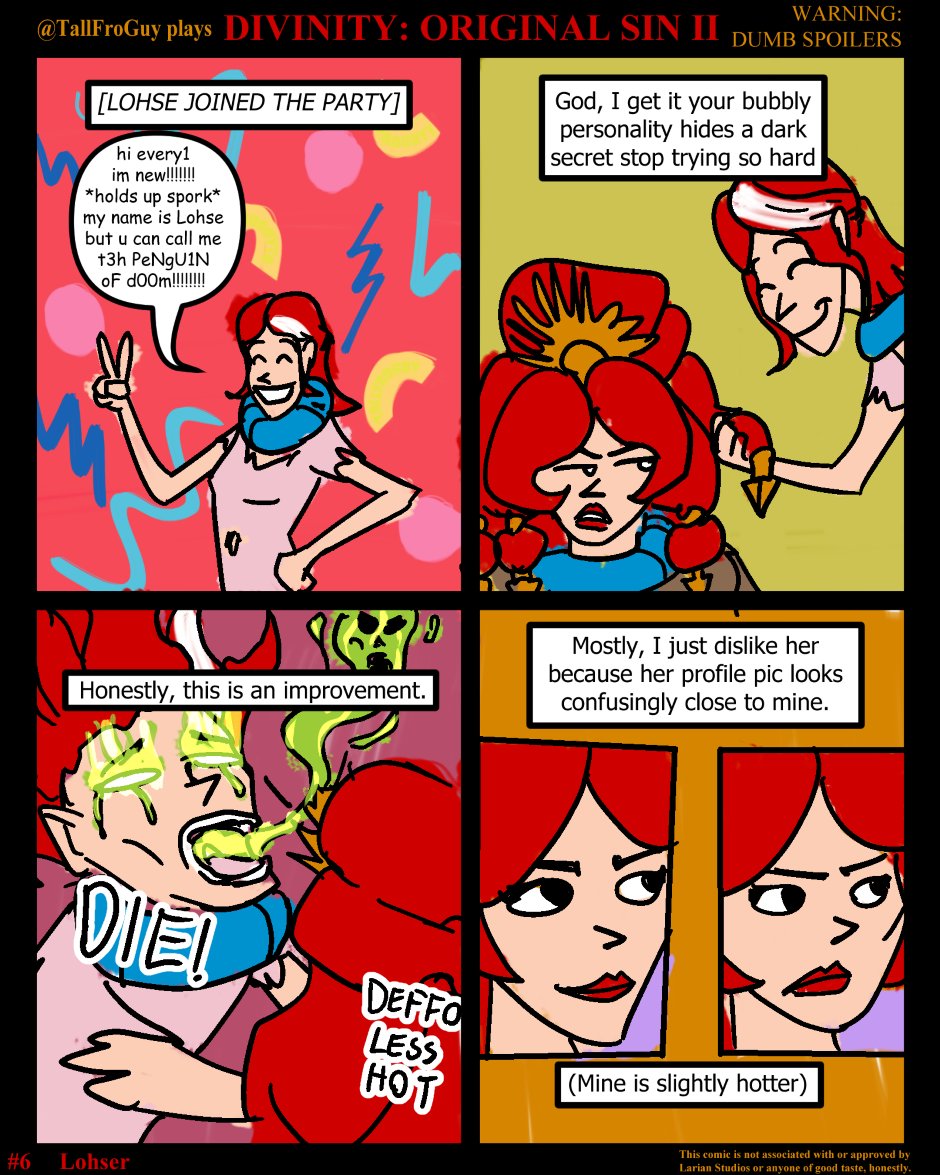 @TallFroGuy plays DIVINITY: ORIGINAL SIN II
WARNING:
DUMB SPOILERS
[LOHSE JOINED THE PARTY]
hi every1
im new!!!!!!!
*holds up spork*
my name is Lohse
but u can call me
t3h PeNgU1N
oF d00m!!!!!!!!
God, I get it your bubbly
personality hides a dark
secret stop trying so hard
Honestly, this is an improvement.
DIE!
DEFFO
LESS
HOT
Mostly, I just dislike her
because her profile pic looks
confusingly close to mine.
(Mine is slightly hotter)
#6 Lohser
This comic is not associated with or approved by
Larian Studios or anyone of good taste, honestly.